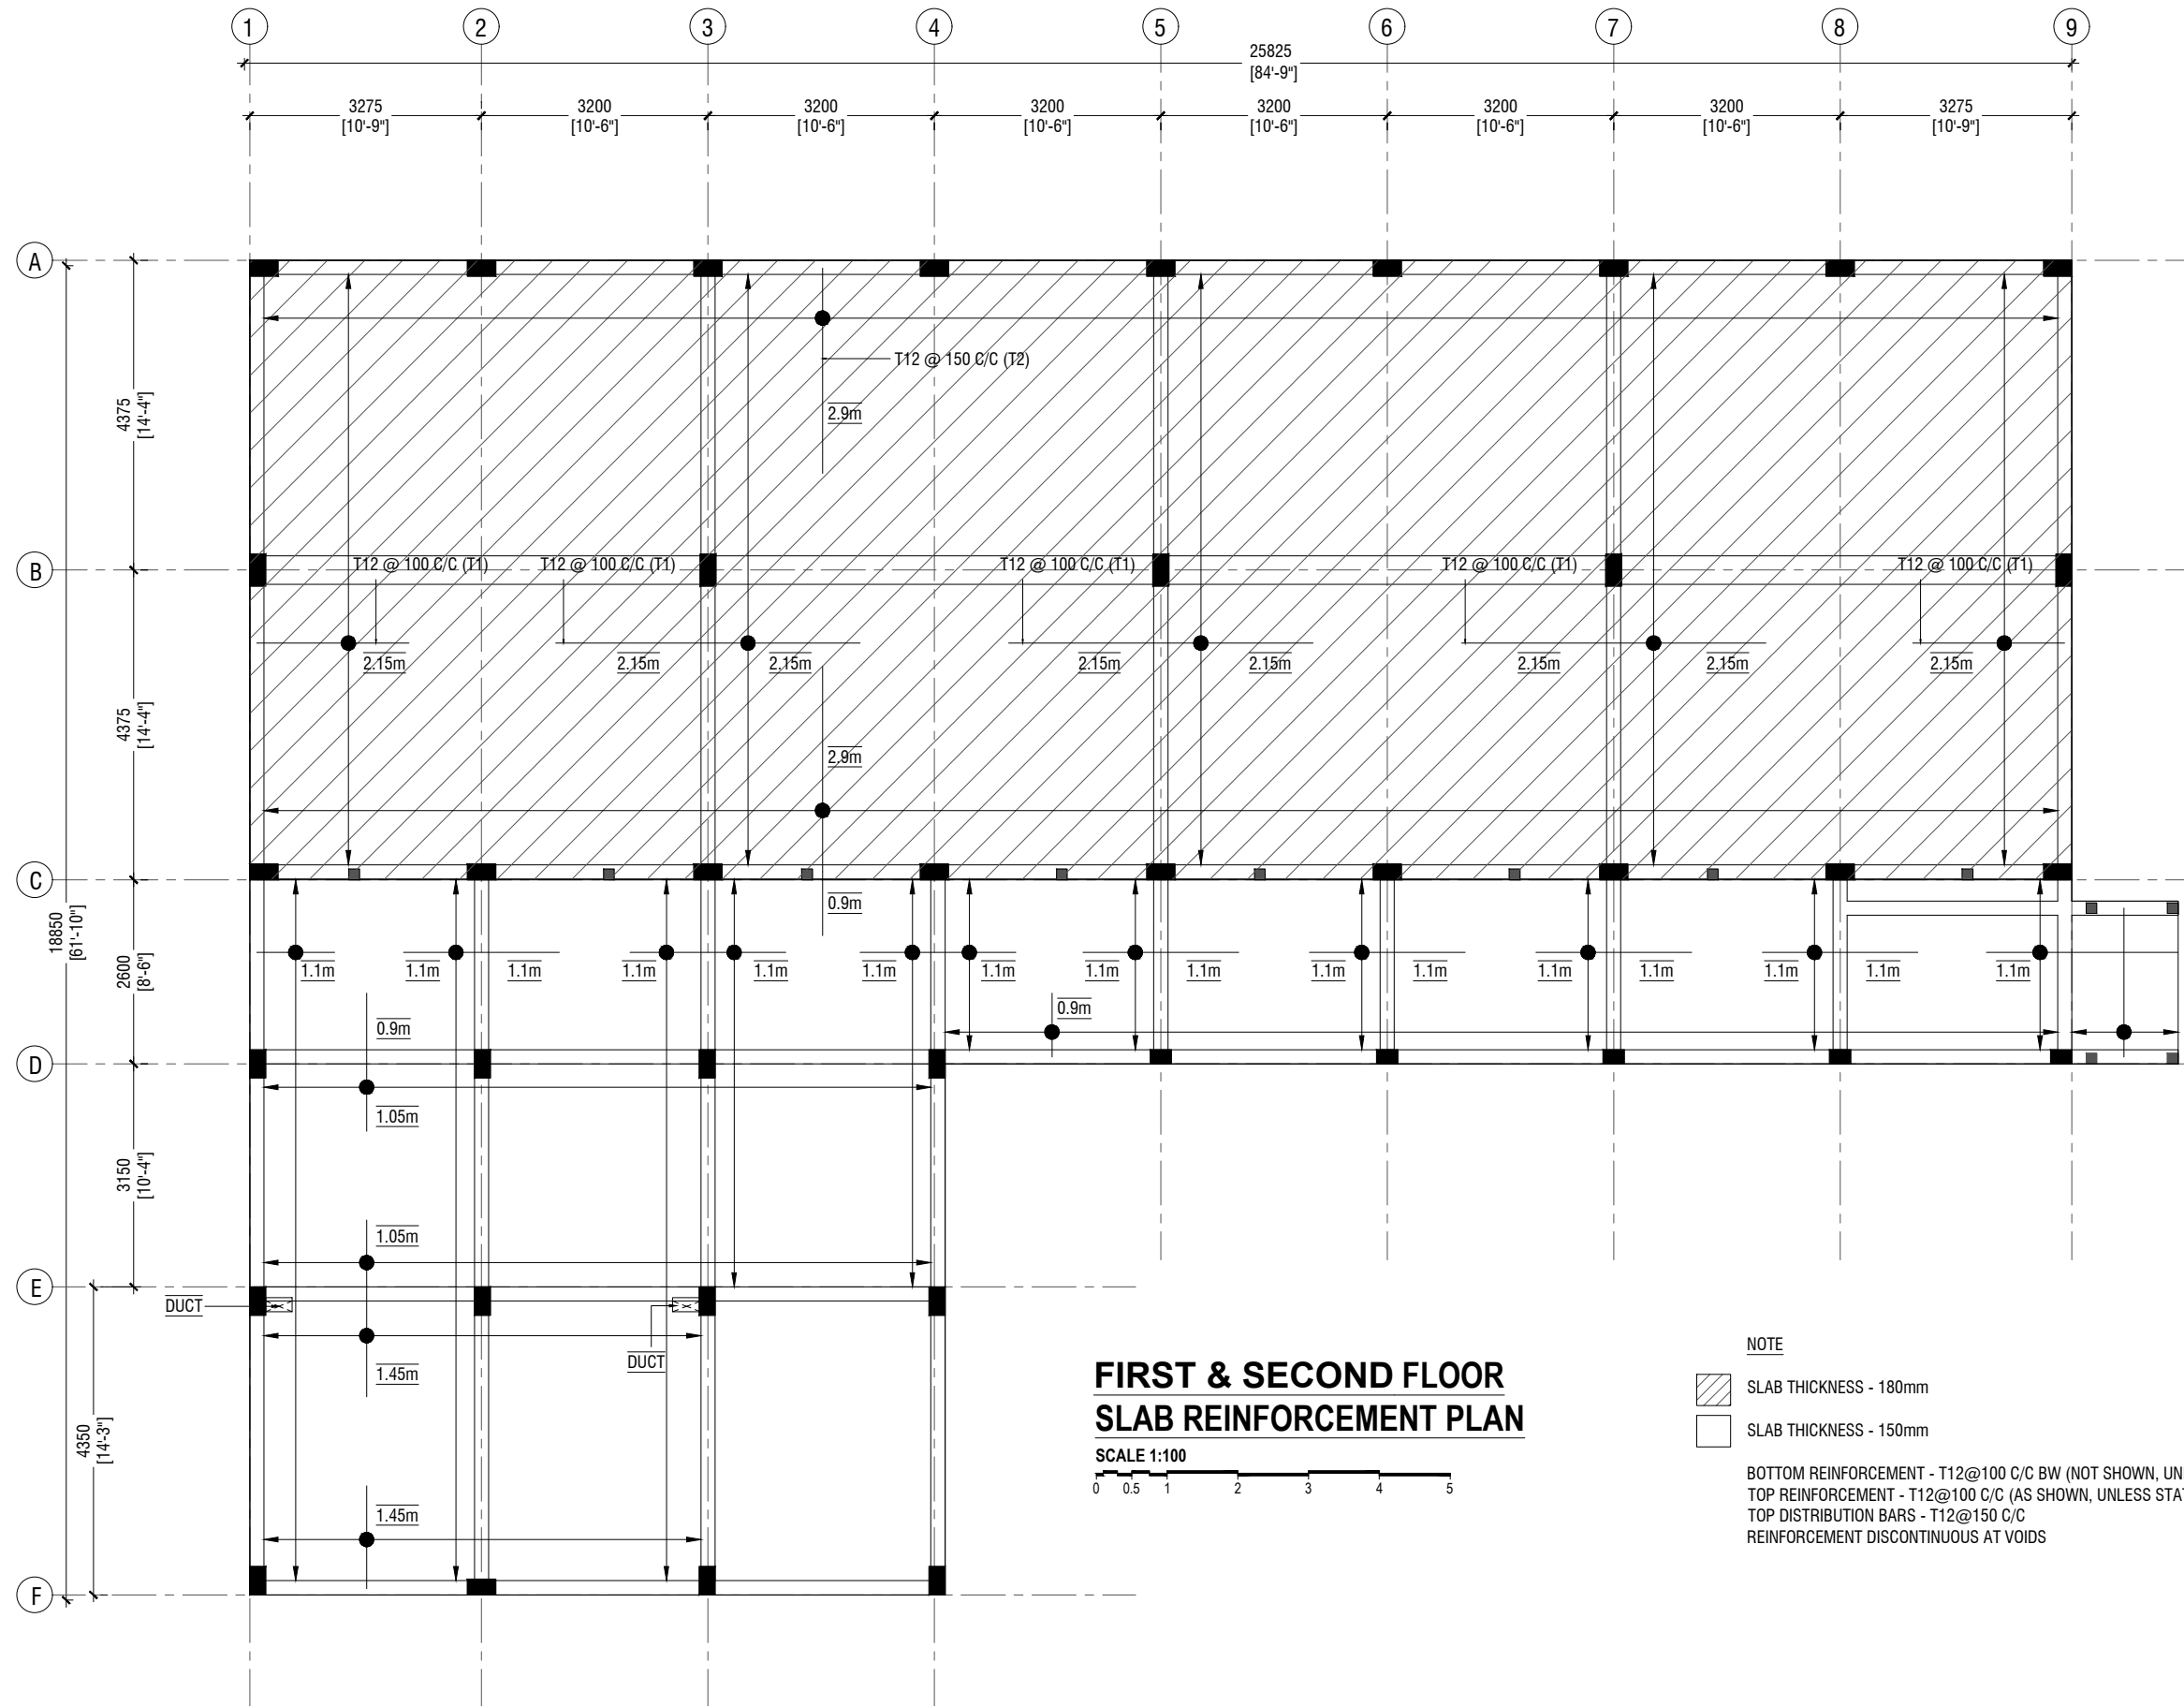 1 2 3 4 5 6 7 8 9
25825
[84'-9"]
3275 3200 3200 3200 3200 3200 3200 3275
[10'-9"] [10'-6"] [10'-6"] [10'-6"] [10'-6"] [10'-6"] [10'-6"] [10'-9"]
A
T12 @ 150 C/C (T2)
4375
[14'-4"]
2.9m
B
T12 @ 100 C/C (T1) T12 @ 100 C/C (T1) T12 @ 100 C/C (T1) T12 @ 100 C/C (T1) T12 @ 100 C/C (T1)
2.15m 2.15m 2.15m 2.15m 2.15m 2.15m 2.15m 2.15m
4375
[14'-4"]
2.9m
C
0.9m
18850
[61'-10"]
2600
[8'-6"]
1.1m 1.1m 1.1m 1.1m 1.1m 1.1m 1.1m 1.1m 1.1m 1.1m 1.1m 1.1m 1.1m 1.1m 1.1m 1.1m
0.9m
0.9m
D
1.05m
3150
[10'-4"]
1.05m
E
DUCT
DUCT
1.45m
4350
[14'-3"]
1.45m
F
FIRST & SECOND FLOOR
SLAB REINFORCEMENT PLAN
SCALE 1:100
0 0.5 1 2 3 4 5
NOTE
SLAB THICKNESS - 180mm
SLAB THICKNESS - 150mm
BOTTOM REINFORCEMENT - T12@100 C/C BW (NOT SHOWN, UN
TOP REINFORCEMENT - T12@100 C/C (AS SHOWN, UNLESS STA
TOP DISTRIBUTION BARS - T12@150 C/C
REINFORCEMENT DISCONTINUOUS AT VOIDS